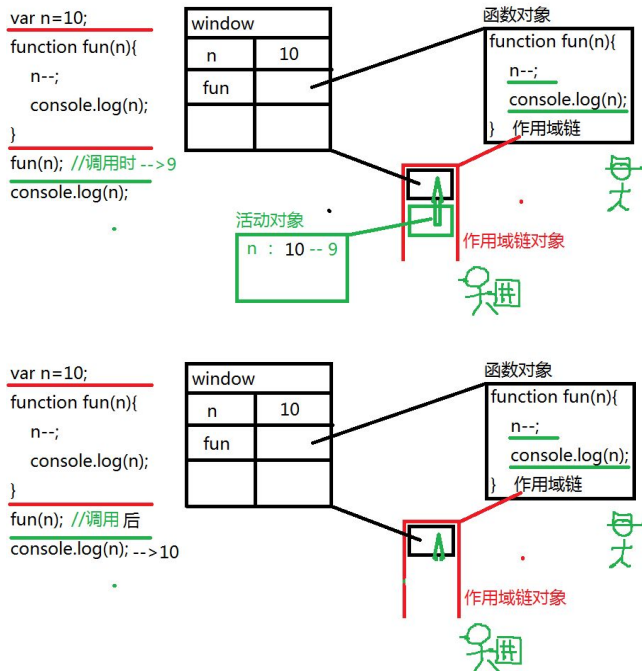 var n=10;
function fun(n){
n--;
console.log(n);
}
fun(n); //调用时 -->9
console.log(n);
window
n 10
fun
函数对象
function fun(n){
n--;
console.log(n);
} 作用域链
活动对象
n : 10 -- 9
作用域链对象
var n=10;
function fun(n){
n--;
console.log(n);
}
fun(n); //调用 后
console.log(n); -->10
window
n 10
fun
函数对象
function fun(n){
n--;
console.log(n);
} 作用域链
作用域链对象